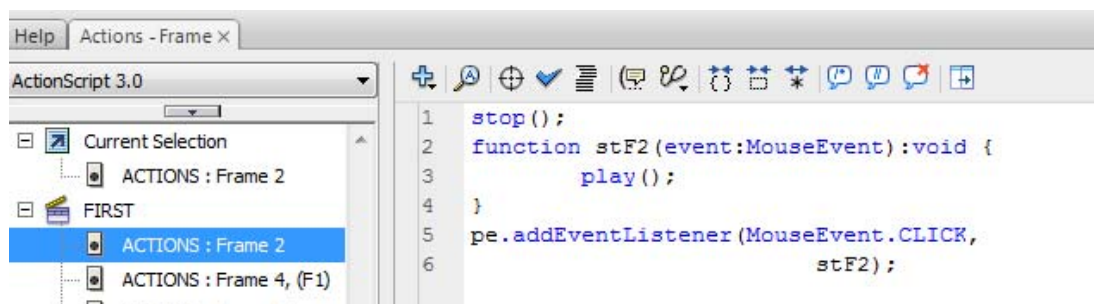 Help
Actions - Frame ×
ActionScript 3.0
Current Selection
ACTIONS : Frame 2
FIRST
ACTIONS : Frame 2
ACTIONS : Frame 4, (F1)
1 stop();
2 function stF2(event:MouseEvent):void {
3 play();
4 }
5 pe.addEventListener(MouseEvent.CLICK,
6 stF2);